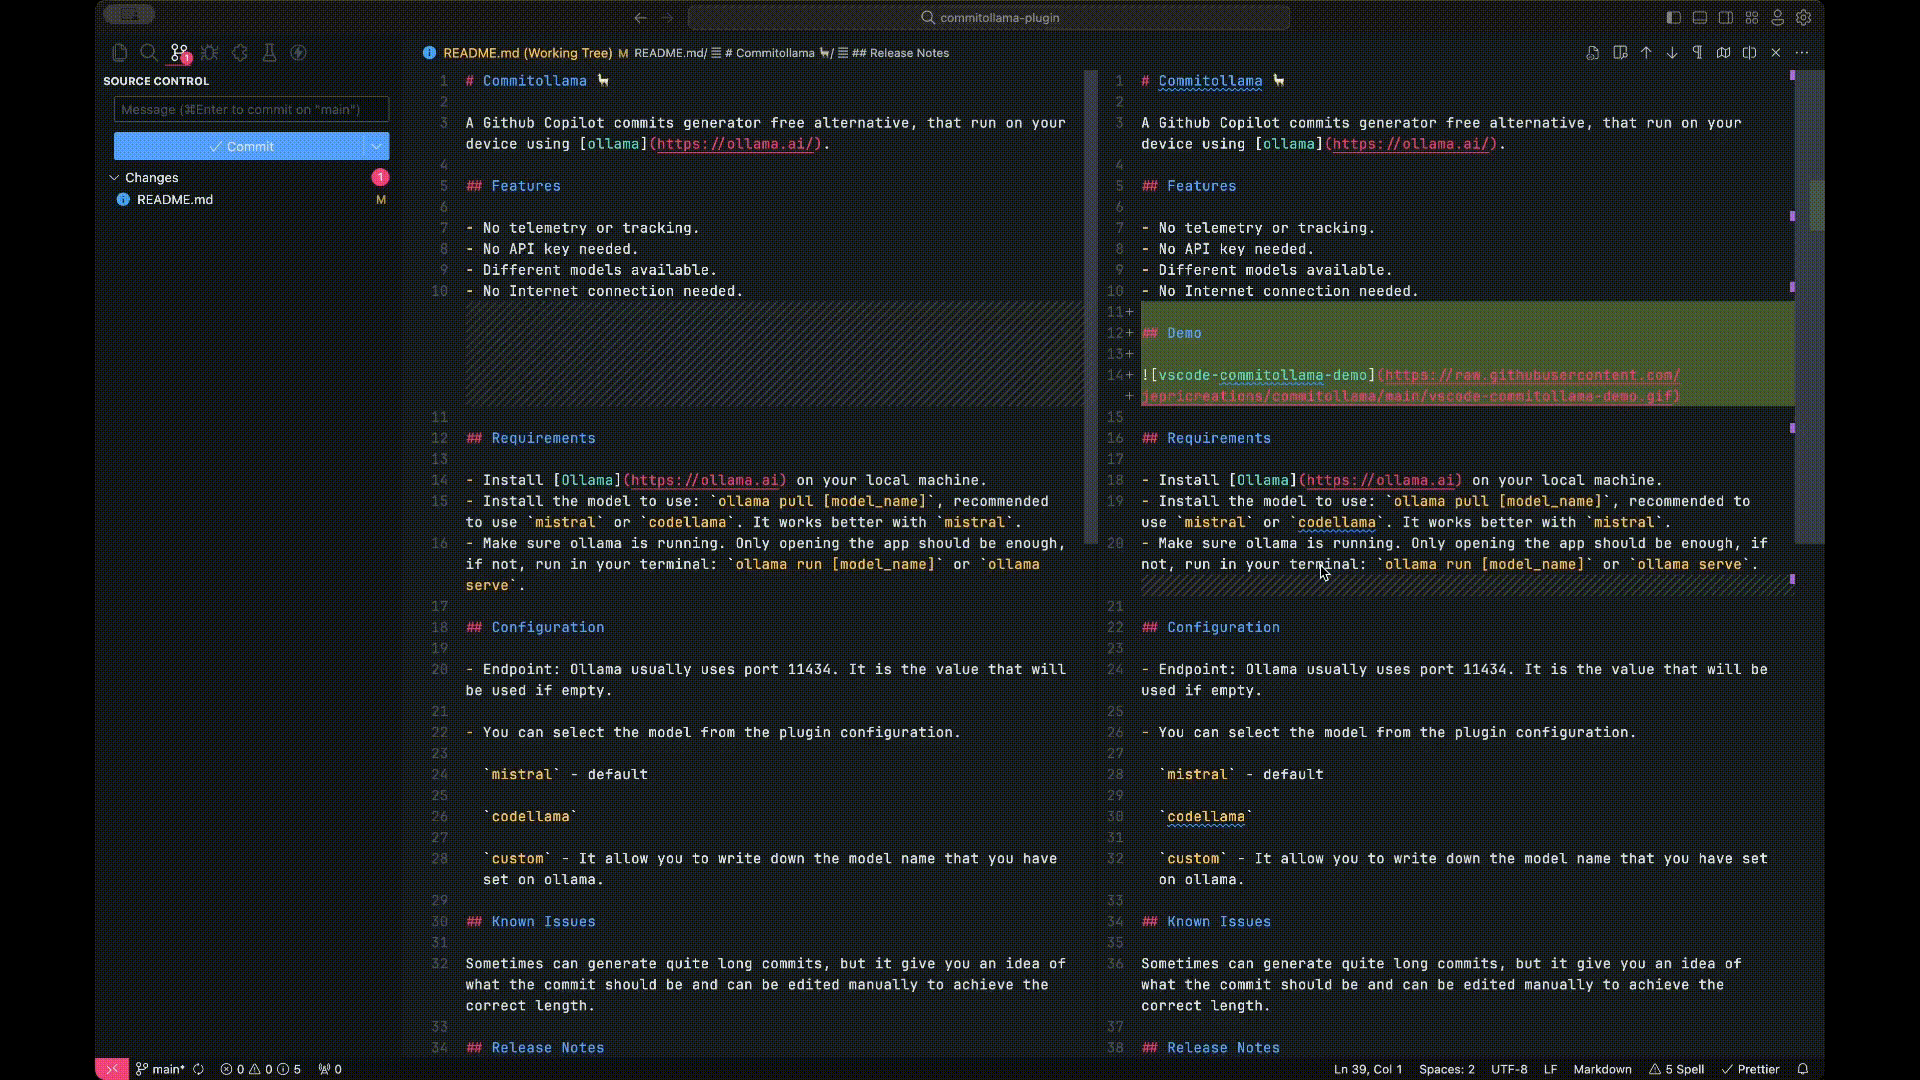 commitollama-plugin
1
SOURCE CONTROL
Message (⌘Enter to commit on "main")
Commit
Changes
1
README.md
M
README.md (Working Tree) M README.md/ # Commitollama / ## Release Notes
1 # Commitollama
2
3 A Github Copilot commits generator free alternative, that run on your
device using [ollama](https://ollama.ai/).
4
5 ## Features
6
7 - No telemetry or tracking.
8 - No API key needed.
9 - Different models available.
10 - No Internet connection needed.
11
12 ## Requirements
13
14 - Install [Ollama](https://ollama.ai) on your local machine.
15 - Install the model to use: `ollama pull [model_name]`, recommended
to use `mistral` or `codellama`. It works better with `mistral`.
16 - Make sure ollama is running. Only opening the app should be enough,
if not, run in your terminal: `ollama run [model_name]` or `ollama
serve`.
17
18 ## Configuration
19
20 - Endpoint: Ollama usually uses port 11434. It is the value that will
be used if empty.
21
22 - You can select the model from the plugin configuration.
23
24 `mistral` - default
25
26 `codellama`
27
28 `custom` - It allow you to write down the model name that you have
set on ollama.
29
30 ## Known Issues
31
32 Sometimes can generate quite long commits, but it give you an idea of
what the commit should be and can be edited manually to achieve the
correct length.
33
34 ## Release Notes
1 # Commitollama
2
3 A Github Copilot commits generator free alternative, that run on your
device using [ollama](https://ollama.ai/).
4
5 ## Features
6
7 - No telemetry or tracking.
8 - No API key needed.
9 - Different models available.
10 - No Internet connection needed.
11+
12+ ## Demo
13+
14+ ![vscode-commitollama-demo](https://raw.githubusercontent.com/
+ jepricreations/commitollama/main/vscode-commitollama-demo.gif)
15
16 ## Requirements
17
18 - Install [Ollama](https://ollama.ai) on your local machine.
19 - Install the model to use: `ollama pull [model_name]`, recommended to
use `mistral` or `codellama`. It works better with `mistral`.
20 - Make sure ollama is running. Only opening the app should be enough, if
not, run in your terminal: `ollama run [model_name]` or `ollama serve`.
21
22 ## Configuration
23
24 - Endpoint: Ollama usually uses port 11434. It is the value that will be
used if empty.
25
26 - You can select the model from the plugin configuration.
27
28 `mistral` - default
29
30 `codellama`
31
32 `custom` - It allow you to write down the model name that you have set
on ollama.
33
34 ## Known Issues
35
36 Sometimes can generate quite long commits, but it give you an idea of
what the commit should be and can be edited manually to achieve the
correct length.
37
38 ## Release Notes
main* 0 0 5 0
Ln 39, Col 1 Spaces: 2 UTF-8 LF Markdown 5 Spell Prettier